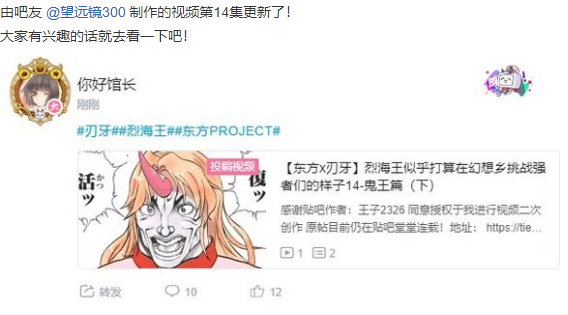 由吧友 @望远镜300 制作的视频第14集更新了!
大家有兴趣的话就去看一下吧!
你好馆长
刚刚
#刃牙##烈海王##东方PROJECT#
投稿视频
かつ
活ッ
復ッ
【东方x刃牙】烈海王似乎打算在幻想乡挑战强
者们的样子14-鬼王篇（下）
感谢贴吧作者：王子2326 同意授权于我进行视频二次
创作 原帖目前仍在贴吧堂堂连载！地址： https://tie...
1 2
转发 10 12